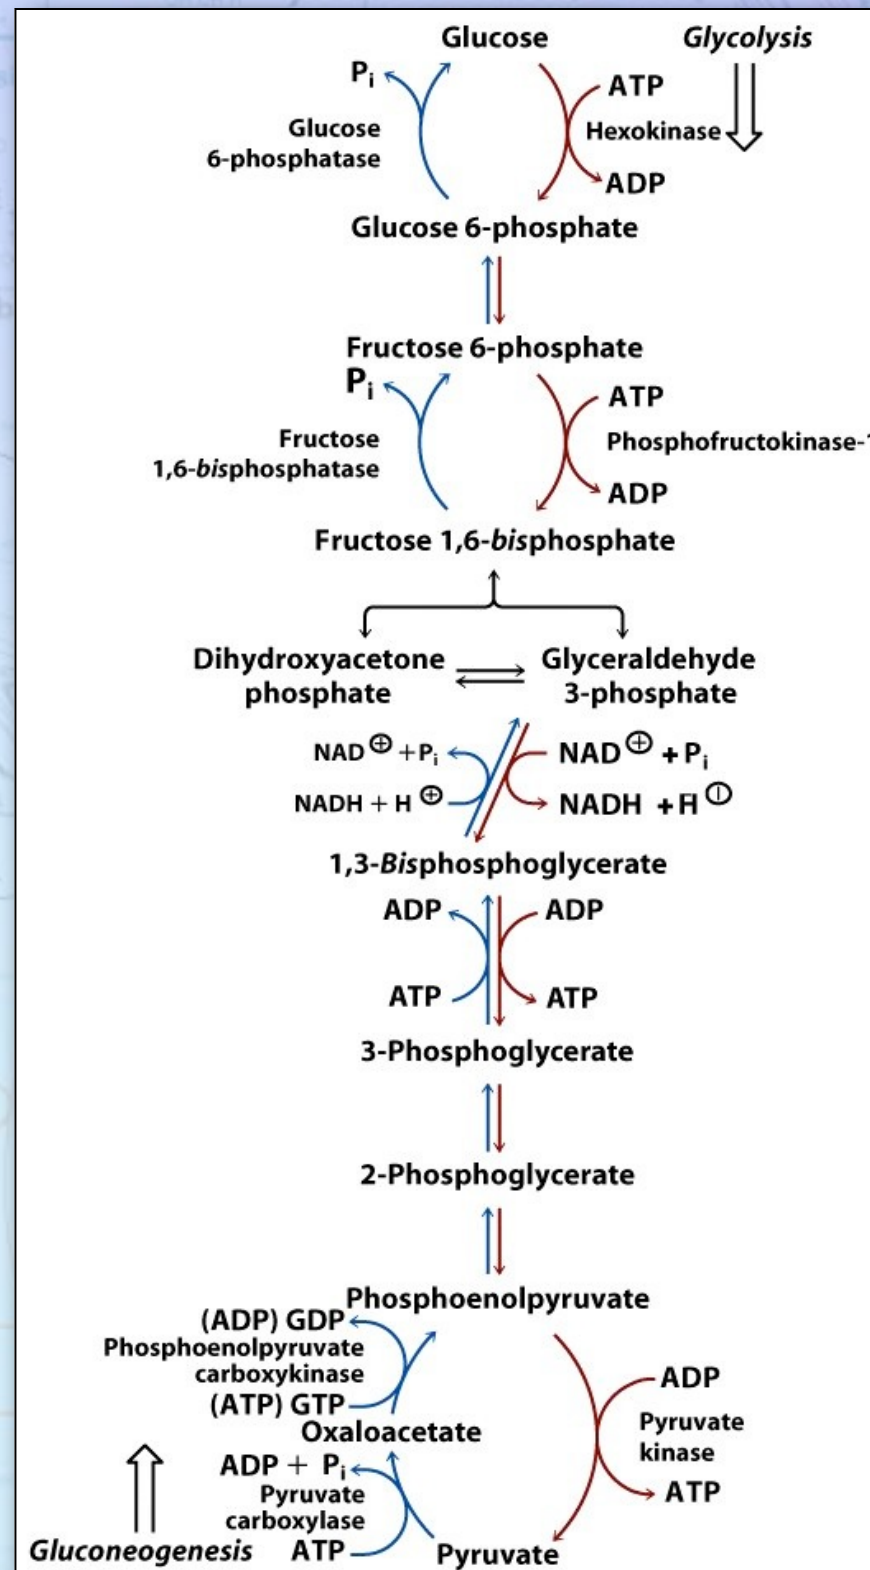 Glucose
Glycolysis
Pi
ATP
Glucose
6-phosphatase
Hexokinase
ADP
Glucose 6-phosphate
Fructose 6-phosphate
Pi
ATP
Fructose
1,6-bisphosphatase
Phosphofructokinase-1
ADP
Fructose 1,6-bisphosphate
Dihydroxyacetone
phosphate
Glyceraldehyde
3-phosphate
NAD⊕ +Pi
NAD⊕ + Pi
NADH + H⊕
NADH + H⦶
1,3-Bisphosphoglycerate
ADP
ADP
ATP
ATP
3-Phosphoglycerate
2-Phosphoglycerate
Phosphoenolpyruvate
(ADP) GDP
Phosphoenolpyruvate
carboxykinase
(ATP) GTP
ADP
Pyruvate
kinase
ATP
Oxaloacetate
ADP + Pi
Pyruvate
carboxylase
ATP
Gluconeogenesis
Pyruvate